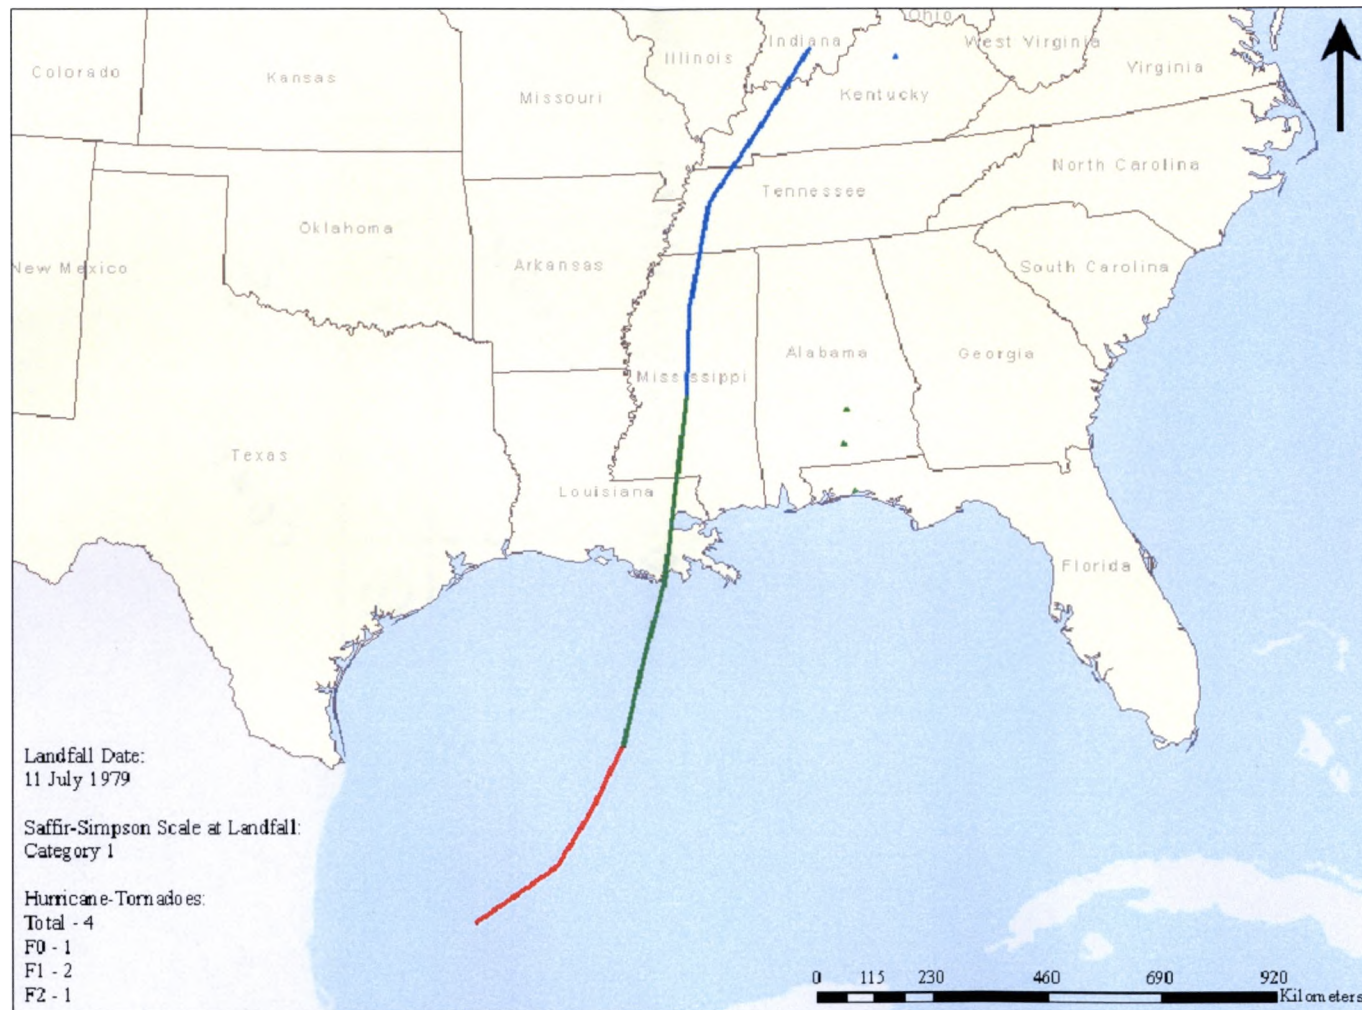 Ohio
Indiana
West Virginia
Illinois
Colorado
Kansas
Virginia
Missouri
Kentucky
North Carolina
Tennessee
Oklahoma
New Mexico
Arkansas
South Carolina
Alabama
Georgia
Mississippi
Texas
Louisiana
Florida
Landfall Date:
11 July 1979
Saffir-Simpson Scale at Landfall:
Category 1
Hurricane-Tornadoes:
Total - 4
F0 - 1
F1 - 2
F2 - 1
0 115 230 460 690 920
Kilometers